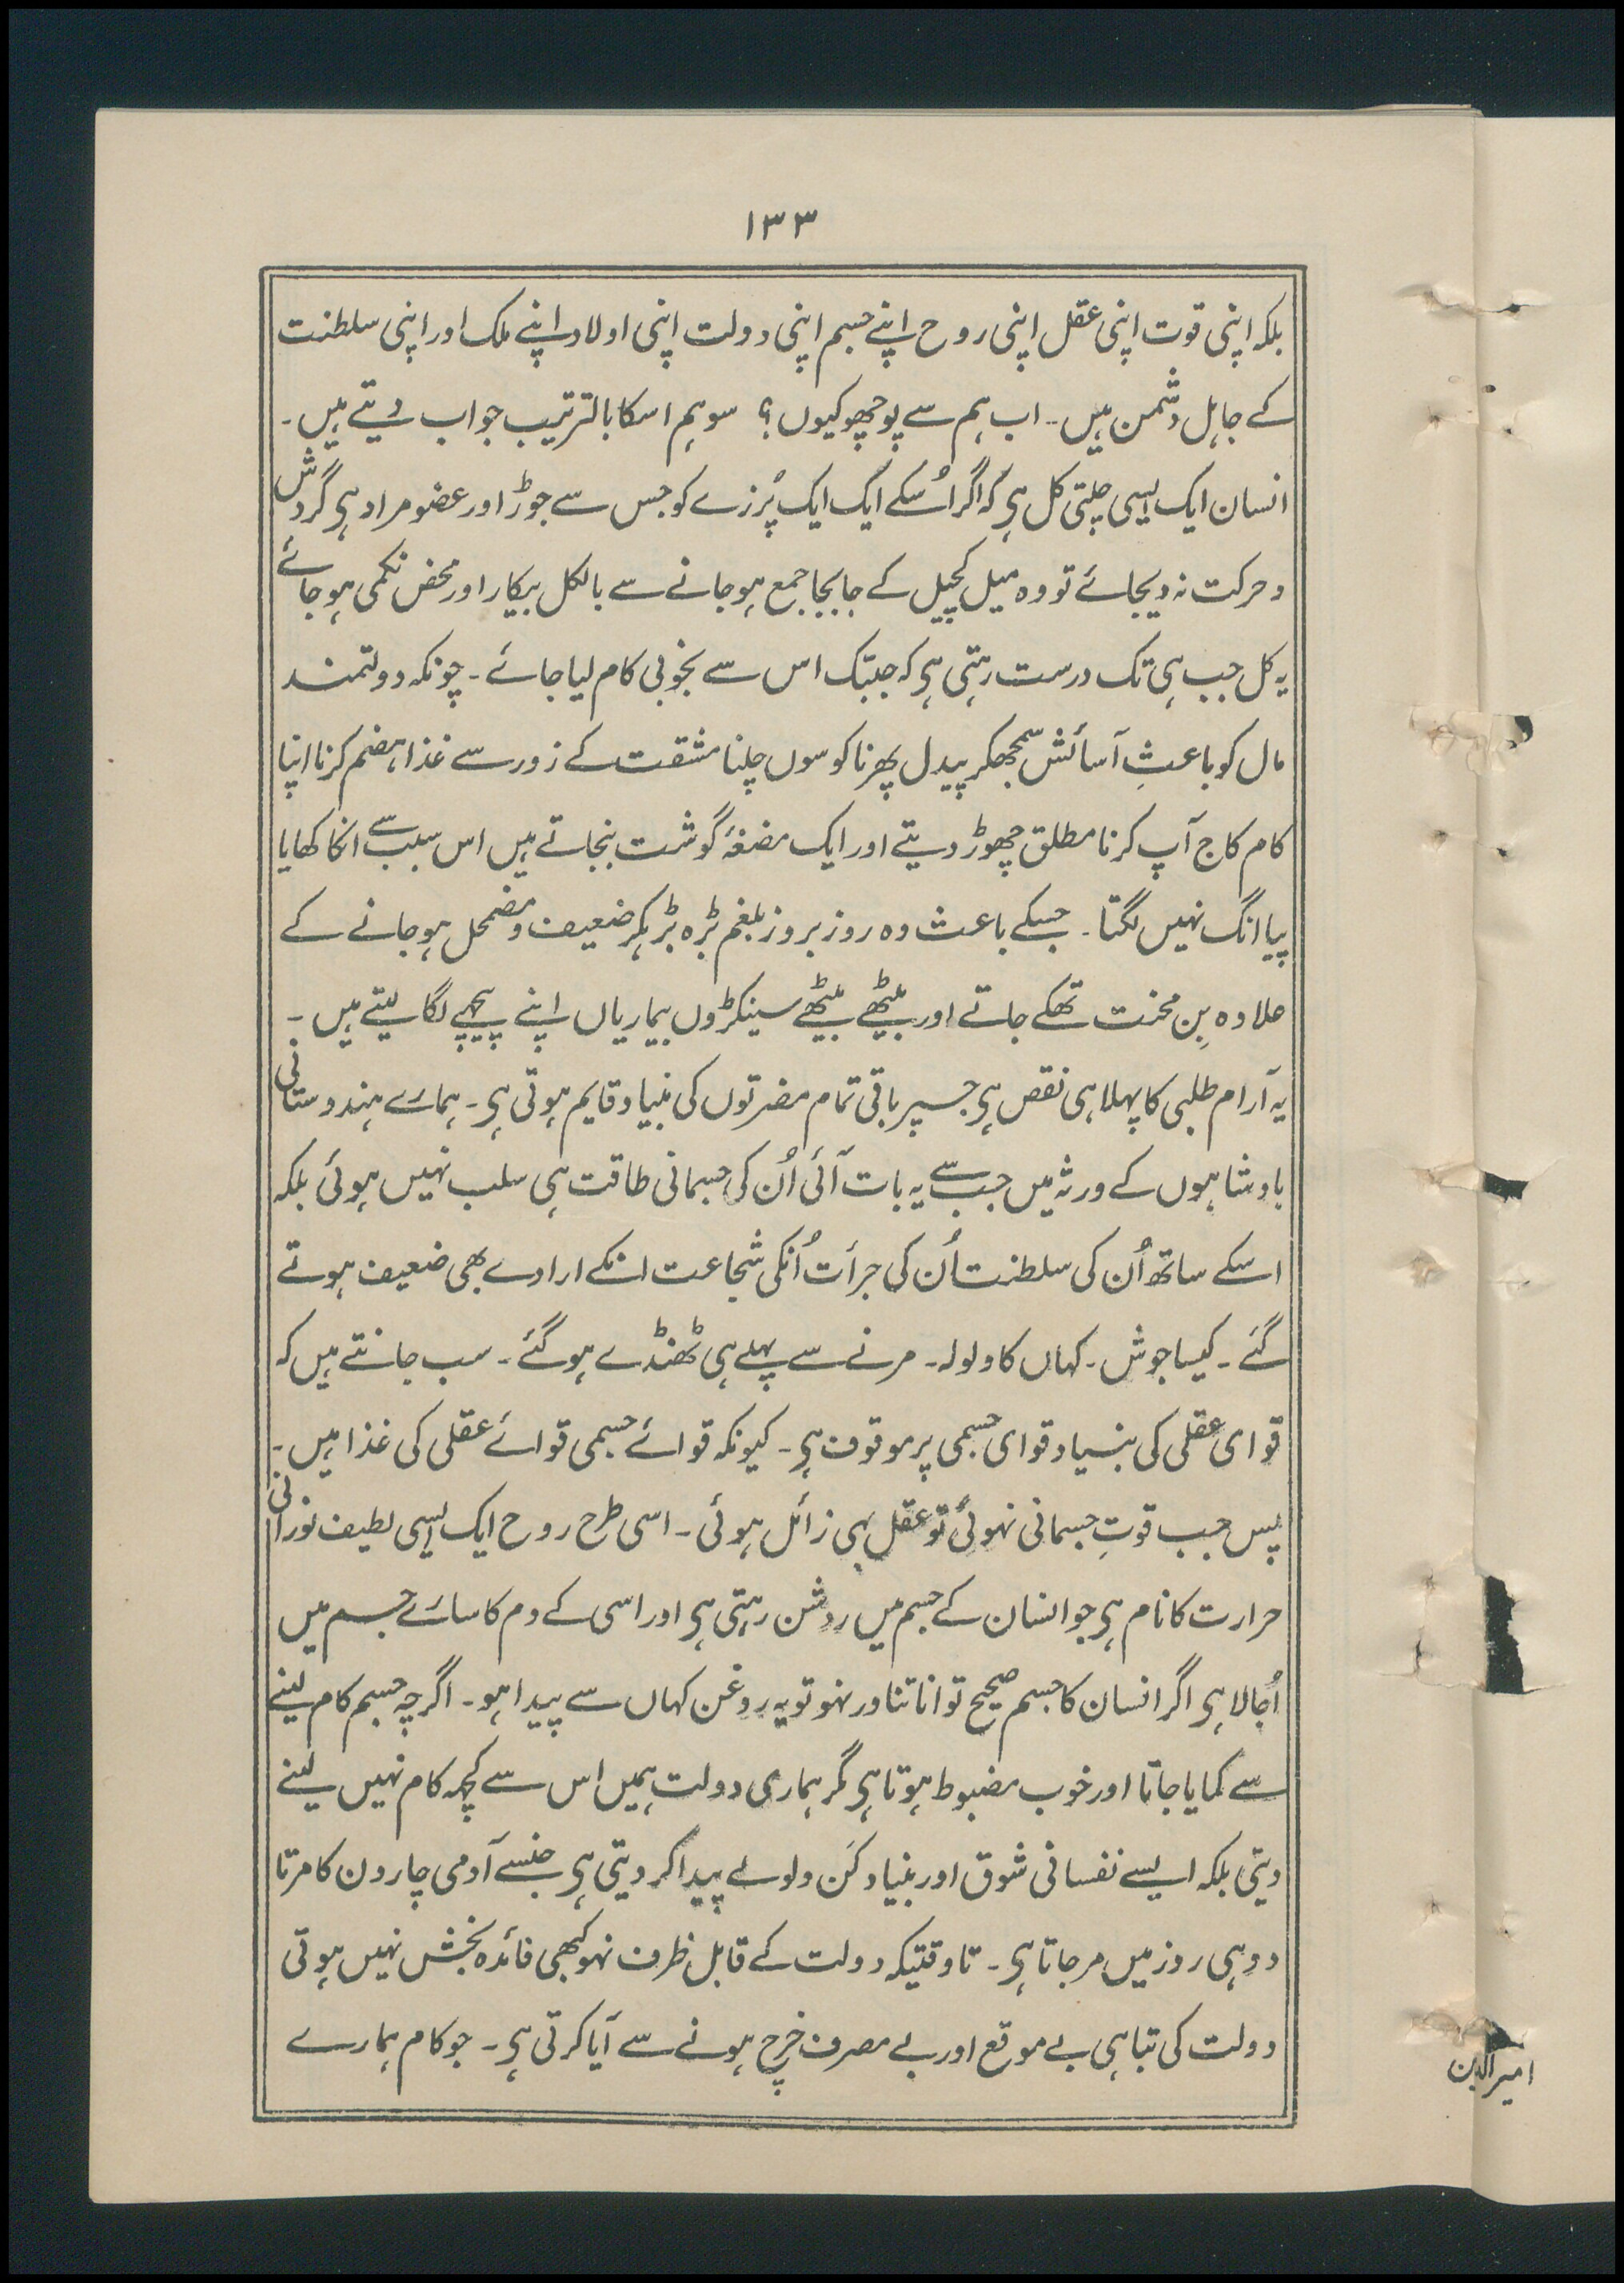 ۱۳۳
بلکہ اپنی قوت اپنی عقل اپنی روح اپنے جسم اپنی دولت اپنی اولاد اپنے ملک اور اپنی سلطنت
کے جاہل دشمن ہیں۔ اب ہم سے پوچھو کیوں؟ سو ہم اسکا بالترتیب جواب دیتے ہیں۔
انسان ایک ایسی چلتی کل ہی کہ اگر اُسکے ایک ایک پُرزے کو جس سے جوڑ اور عضو مراد ہی گردش
و حرکت نہ دیجائے تو وہ میل کچیل کے جابجا جمع ہو جانے سے بالکل بیکار اور محض نکمی ہو جائے
یہ کل جب ہی تک درست رہتی ہی کہ جبتک اس سے بخوبی کام لیا جائے۔ چونکہ دولتمند
مال کو باعثِ آسائش سمجھکر پیدل پھرنا کوسوں چلنا مشقت کے زور سے غذا ہضم کرنا اپنا
کام کاج آپ کرنا مطلق چھوڑ دیتے اور ایک مضغۂ گوشت بنجاتے ہیں اس سبب سے انکا کھایا
پیا انگ نہیں لگتا۔ جسکے باعث وہ روز بروز بلغم بڑہ بڑہکر ضعیف و مضمحل ہو جانے کے
علاوہ بِن محنت تھکے جاتے اور بیٹھے بیٹھے سینکڑوں بیماریاں اپنے پیچھے لگا لیتے ہیں۔
یہ آرام طلبی کا پہلا ہی نقص ہی جسپر باقی تمام مضرتوں کی بنیاد قایم ہوتی ہی۔ ہمارے ہندوستانی
بادشاہوں کے ورثہ میں جب سے یہ بات آئی اُن کی جسمانی طاقت ہی سلب نہیں ہوئی بلکہ
اسکے ساتھ اُن کی سلطنت اُن کی جرأت اُنکی شجاعت انکے ارادے بھی ضعیف ہوتے
گئے۔ کیسا جوش۔ کہاں کا ولولہ۔ مرنے سے پہلے ہی ٹھنڈے ہو گئے۔ سب جانتے ہیں کہ
قوای عقلی کی بنیاد قوای جسمی پر موقوف ہی۔ کیونکہ قوائے جسمی قوائے عقلی کی غذا ہیں۔
پس جب قوتِ جسمانی نہوئی تو عقل بہی زائل ہوئی۔ اسی طرح روح ایک ایسی لطیف نورانی
حرارت کا نام ہی جو انسان کے جسم میں روشن رہتی ہی اور اسی کے دم کا سارے جسم میں
اُجالا ہی اگر انسان کا جسم صحیح توانا تناور نہو تو یہ روغن کہاں سے پیدا ہو۔ اگرچہ جسم کام لینے
سے کمایا جاتا اور خوب مضبوط ہوتا ہی مگر ہماری دولت ہمیں اس سے کچہہ کام نہیں لینے
دیتی بلکہ ایسے نفسانی شوق اور بنیاد کَن ولولے پیدا کر دیتی ہی جنسے آدمی چار دن کا مرتا
دو ہی روز میں مر جاتا ہی۔ تاوقتیکہ دولت کے قابل ظرف نہو کبھی فائدہ بخش نہیں ہوتی
دولت کی تباہی بے موقع اور بے مصرف خرچ ہونے سے آیا کرتی ہی۔ جو کام ہمارے
امیرالدین